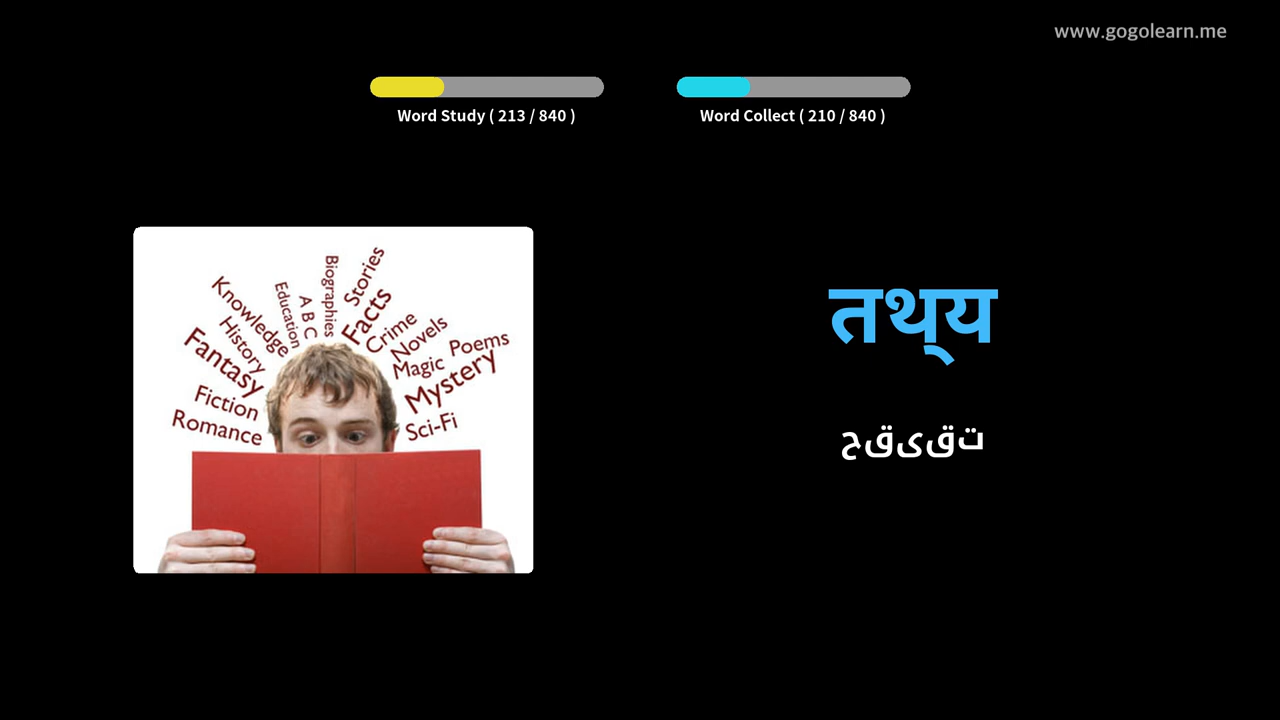 www.gogolearn.me
Word Study ( 213 / 840 )
Word Collect ( 210 / 840 )
Knowledge
History
Fantasy
Fiction
Romance
Education
A B C
Biographies
Stories
Facts
Crime
Novels
Magic
Poems
Mystery
Sci-Fi
तथ्य
حقیقت